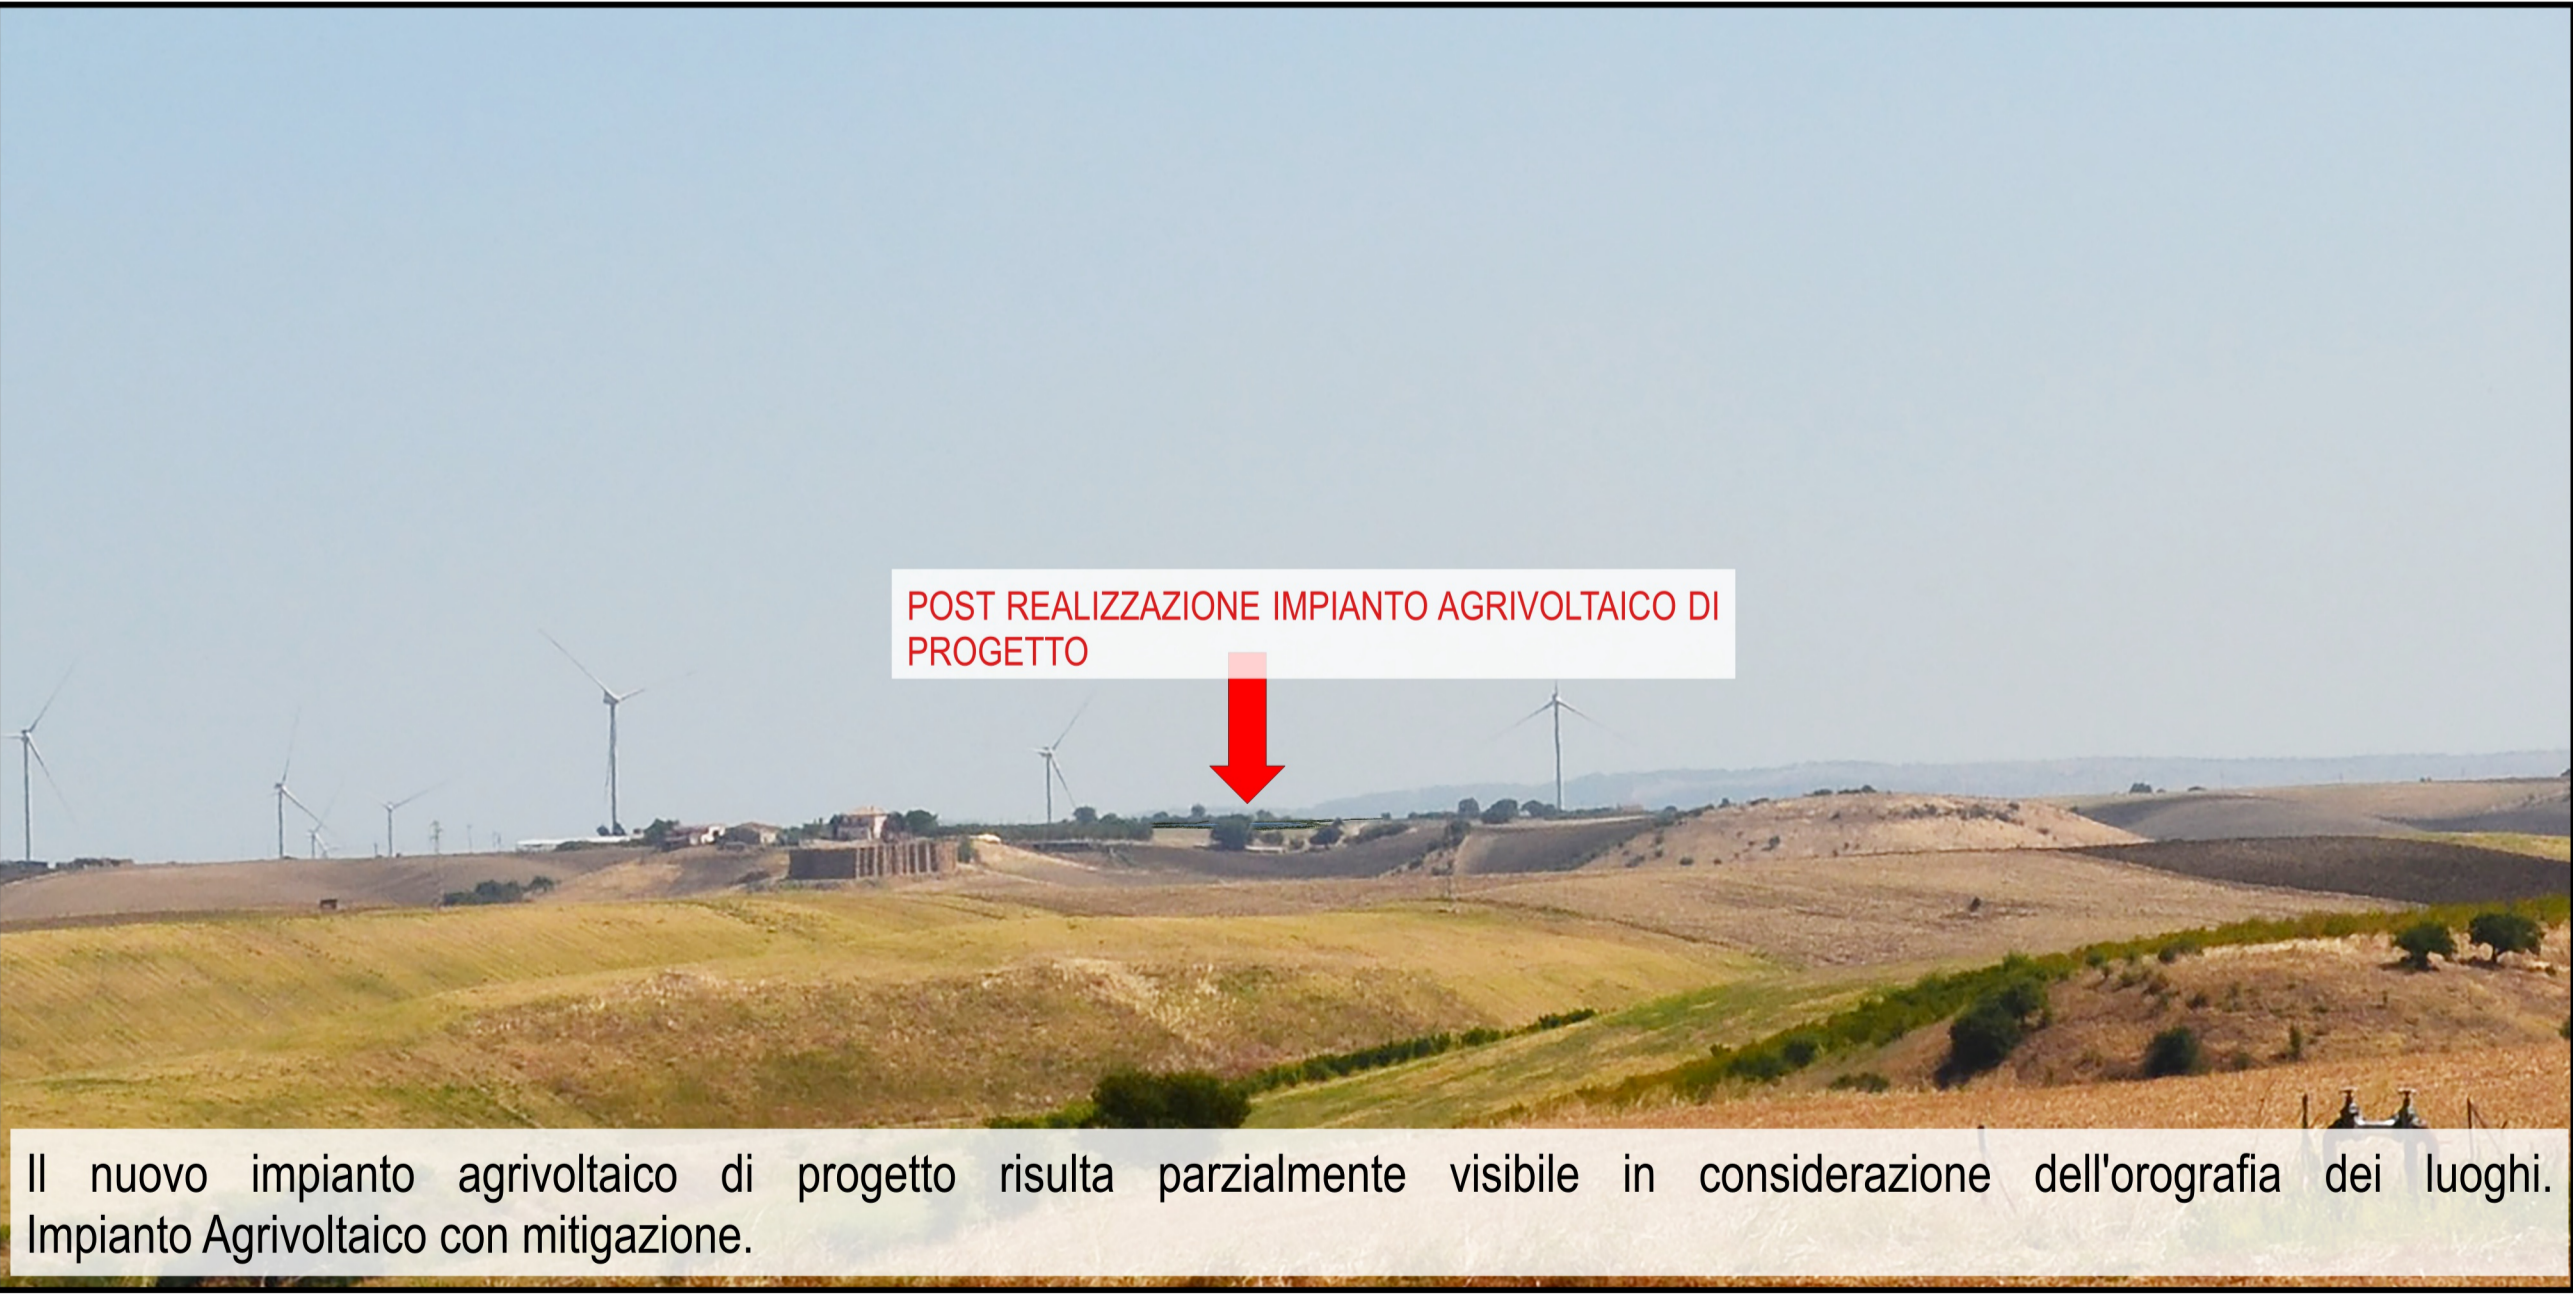 POST REALIZZAZIONE IMPIANTO AGRIVOLTAICO DI
PROGETTO
Il nuovo impianto agrivoltaico di progetto risulta parzialmente visibile in considerazione dell'orografia dei luoghi.
Impianto Agrivoltaico con mitigazione.